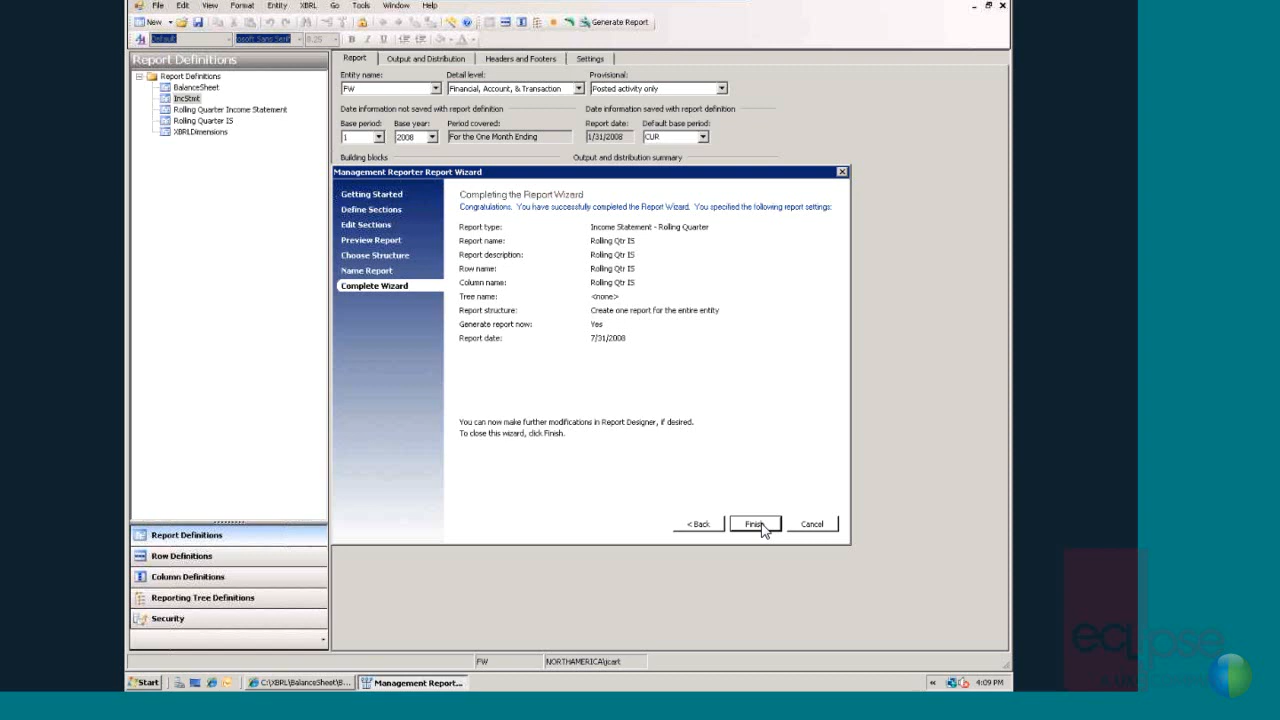 File Edit View Format Entity XBRL Go Tools Window Help
New Generate Report
Default 8.25 B I U A
Report Definitions
Report Definitions
BalanceSheet
IncStmt
Rolling Quarter Income Statement
Rolling Quarter IS
XBRLDimensions
Report Output and Distribution Headers and Footers Settings
Entity name: Detail level: Provisional:
FW Financial, Account, & Transaction Posted activity only
Date information not saved with report definition Date information saved with report definition
Base period: Base year: Period covered: Report date: Default base period:
1 2008 For the One Month Ending 1/31/2008 CUR
Building blocks Output and distribution summary
Management Reporter Report Wizard
Getting Started
Define Sections
Edit Sections
Preview Report
Choose Structure
Name Report
Complete Wizard
Completing the Report Wizard
Congratulations. You have successfully completed the Report Wizard. You specified the following report settings:
Report type: Income Statement - Rolling Quarter
Report name: Rolling Qtr IS
Report description: Rolling Qtr IS
Row name: Rolling Qtr IS
Column name: Rolling Qtr IS
Tree name: <none>
Report structure: Create one report for the entire entity
Generate report now: Yes
Report date: 7/31/2008
You can now make further modifications in Report Designer, if desired.
To close this wizard, click Finish.
< Back Finish Cancel
Report Definitions
Row Definitions
Column Definitions
Reporting Tree Definitions
Security
FW NORTHAMERICA\jcart
Start C:\XBRL\BalanceSheet\B... Management Report... « 4:09 PM
eclipse